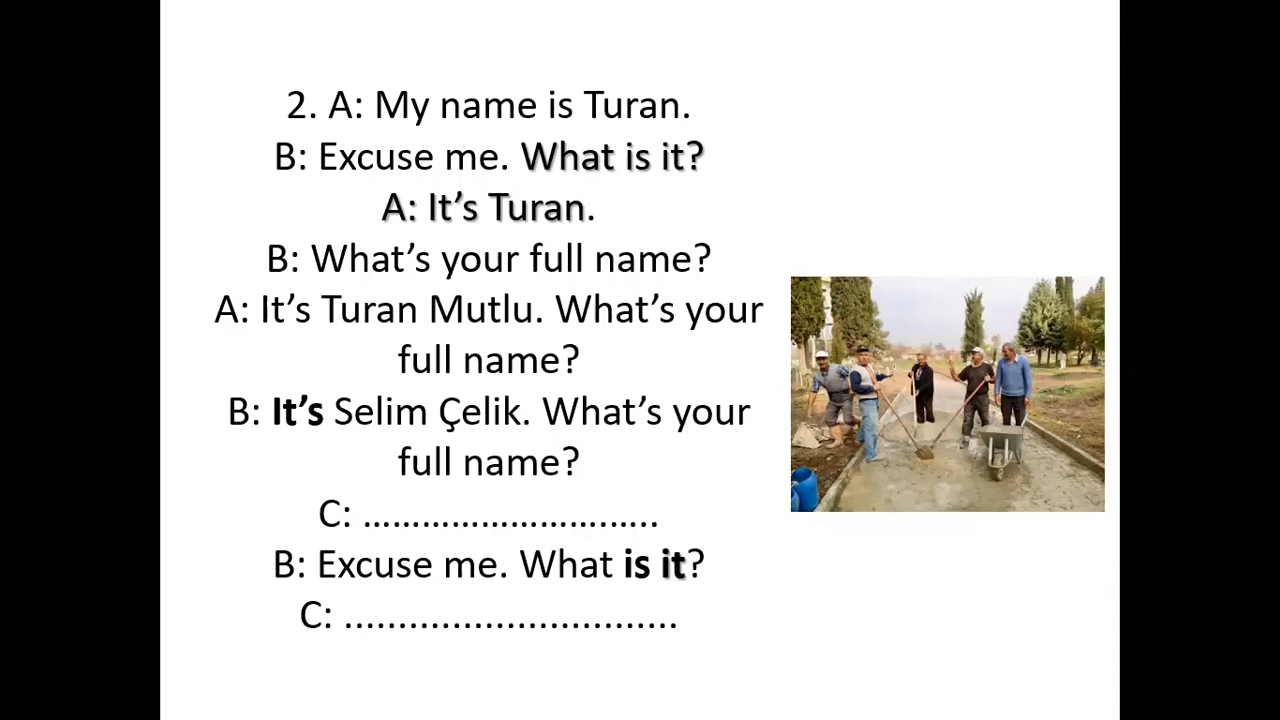 2. A: My name is Turan.
B: Excuse me. What is it?
A: It’s Turan.
B: What’s your full name?
A: It’s Turan Mutlu. What’s your
full name?
B: It’s Selim Çelik. What’s your
full name?
C: ……………………..…..
B: Excuse me. What is it?
C: ...............................